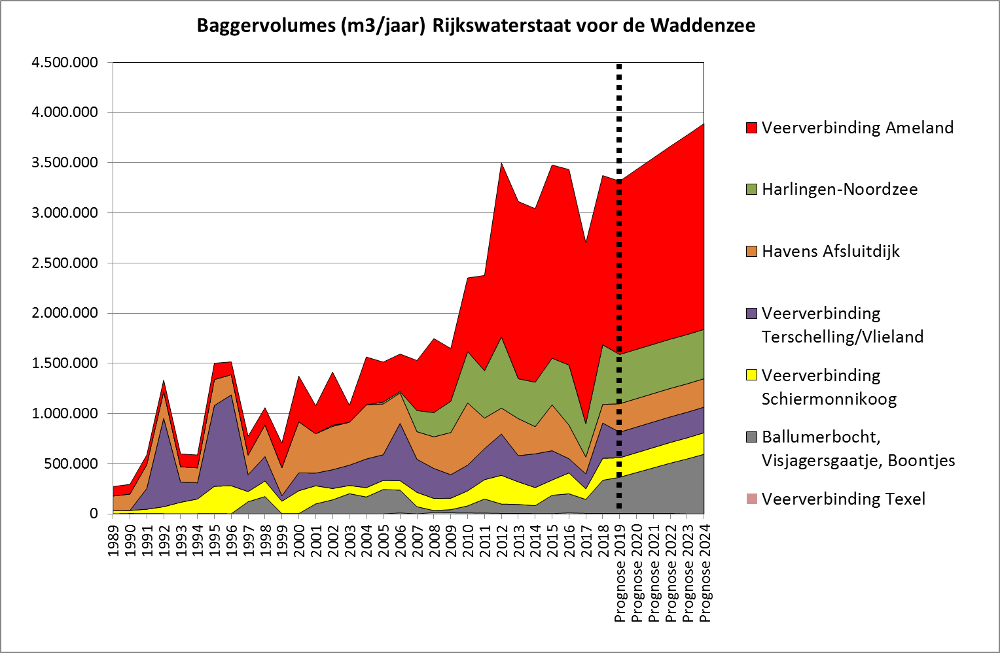 Baggervolumes (m3/jaar) Rijkswaterstaat voor de Waddenzee
4.500.000
4.000.000
3.500.000
3.000.000
2.500.000
2.000.000
1.500.000
1.000.000
500.000
0
1989
1990
1991
1992
1993
1994
1995
1996
1997
1998
1999
2000
2001
2002
2003
2004
2005
2006
2007
2008
2009
2010
2011
2012
2013
2014
2015
2016
2017
2018
Prognose 2019
Prognose 2020
Prognose 2021
Prognose 2022
Prognose 2023
Prognose 2024
Veerverbinding Ameland
Harlingen-Noordzee
Havens Afsluitdijk
Veerverbinding
Terschelling/Vlieland
Veerverbinding
Schiermonnikoog
Ballumerbocht,
Visjagersgaatje, Boontjes
Veerverbinding Texel